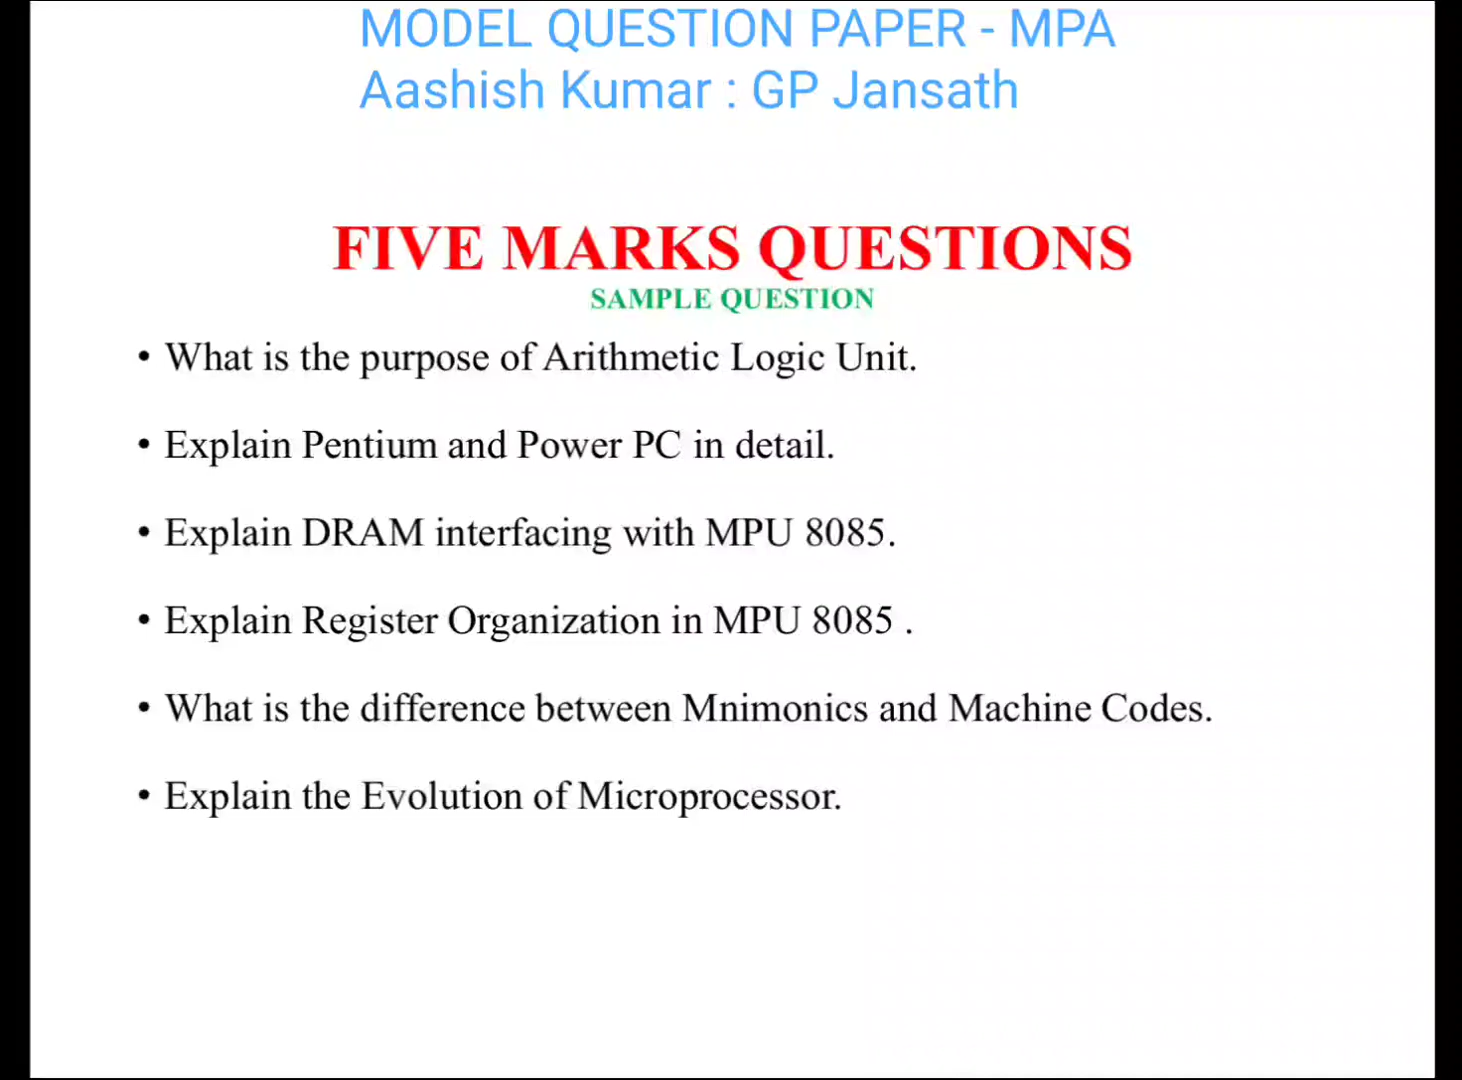 MODEL QUESTION PAPER - MPA
Aashish Kumar : GP Jansath
FIVE MARKS QUESTIONS
SAMPLE QUESTION
• What is the purpose of Arithmetic Logic Unit.
• Explain Pentium and Power PC in detail.
• Explain DRAM interfacing with MPU 8085.
• Explain Register Organization in MPU 8085 .
• What is the difference between Mnimonics and Machine Codes.
• Explain the Evolution of Microprocessor.